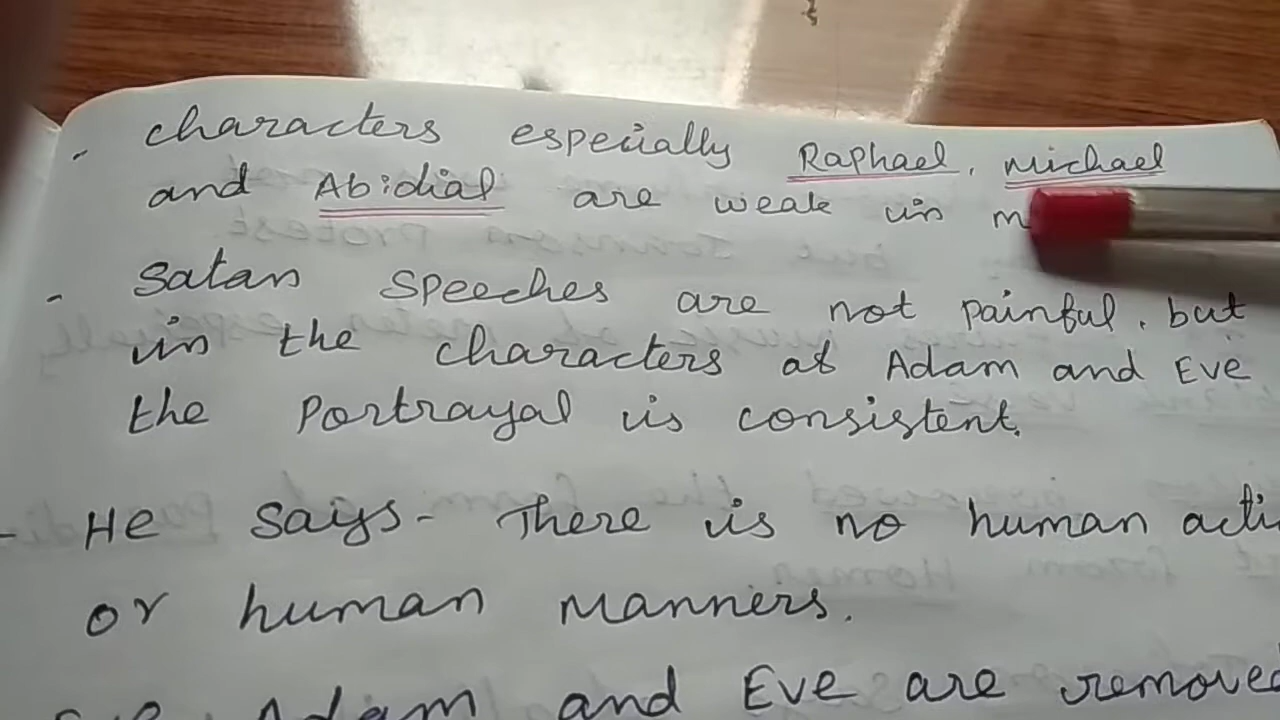 - characters especially Raphael, Michael
and Abidial are weak in
- Satan speeches are not painful. but
in the characters of Adam and Eve
the Portrayal is consistent.
- He says - There is no human
or human manners.
Adam and Eve are removed